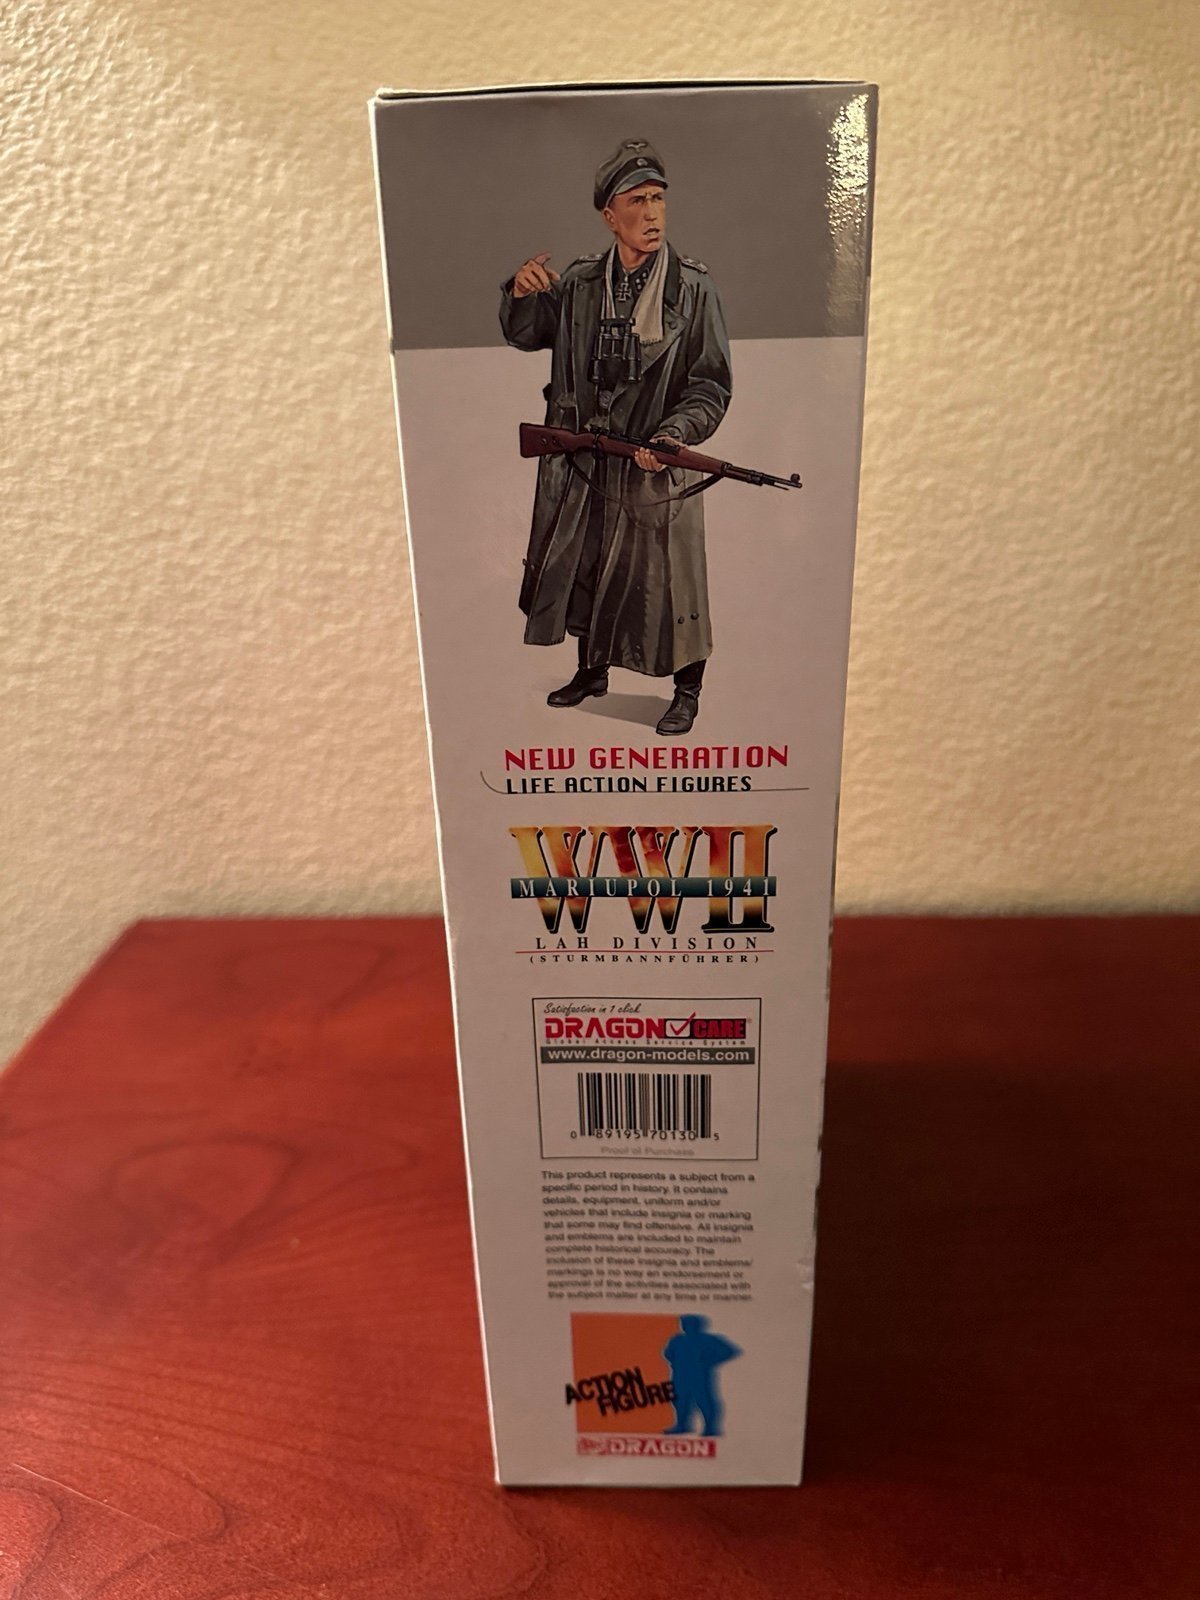 NEW GENERATION
LIFE ACTION FIGURES
WWII
MARIUPOL 1941
LAH DIVISION
(STURMBANNFÜHRER)
Satisfaction in 1 click
DRAGON CARE
Global Access Service System
www.dragon-models.com
0 89195 70130 5
Proof of Purchase
This product represents a subject from a
specific period in history. It contains
details, equipment, uniform and/or
vehicles that include insignia or marking
that some may find offensive. All insignia
and emblems are included to maintain
complete historical accuracy. The
inclusion of these insignia and emblems/
markings is no way an endorsement or
approval of the activities associated with
the subject matter at any time or manner.
ACTION
FIGURE
DRAGON